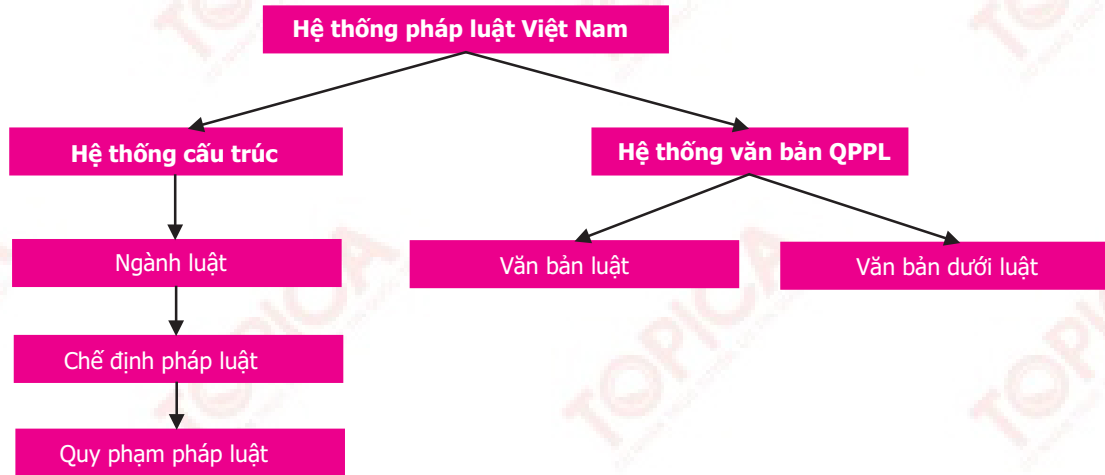 Hệ thống pháp luật Việt Nam
Hệ thống cấu trúc
Hệ thống văn bản QPPL
Ngành luật
Văn bản luật
Văn bản dưới luật
Chế định pháp luật
Quy phạm pháp luật
TOPICA